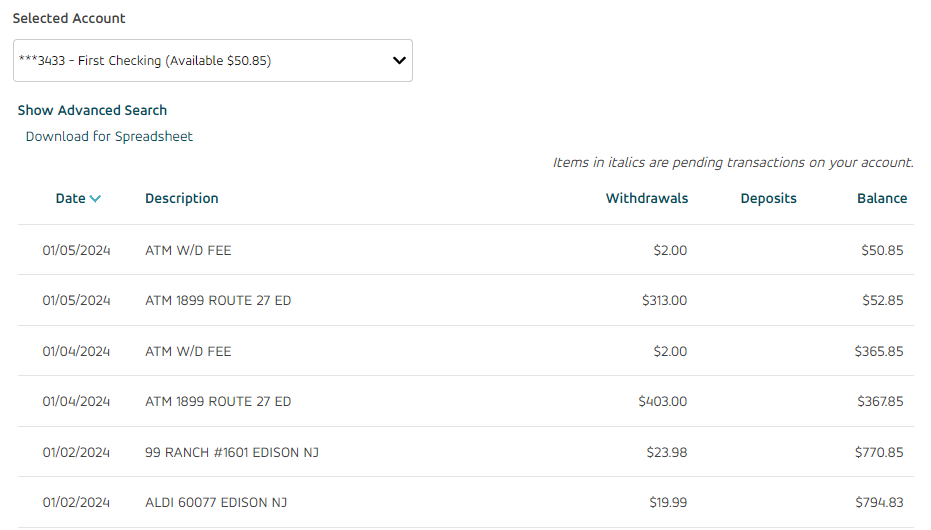 Selected Account
***3433 - First Checking (Available $50.85)
Show Advanced Search
Download for Spreadsheet
Items in italics are pending transactions on your account.
Date Description Withdrawals Deposits Balance
01/05/2024 ATM W/D FEE $2.00 $50.85
01/05/2024 ATM 1899 ROUTE 27 ED $313.00 $52.85
01/04/2024 ATM W/D FEE $2.00 $365.85
01/04/2024 ATM 1899 ROUTE 27 ED $403.00 $367.85
01/02/2024 99 RANCH #1601 EDISON NJ $23.98 $770.85
01/02/2024 ALDI 60077 EDISON NJ $19.99 $794.83